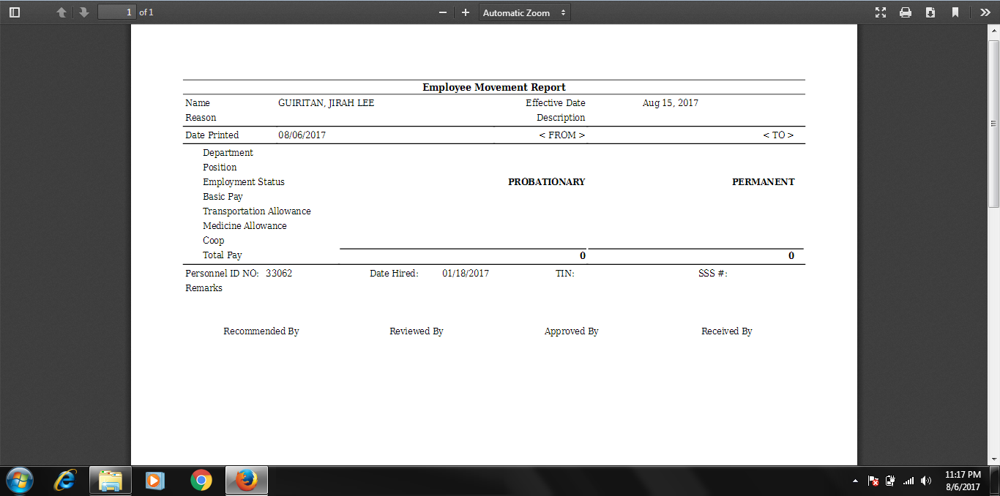 1 of 1 Automatic Zoom
Employee Movement Report
Name GUIRITAN, JIRAH LEE Effective Date Aug 15, 2017
Reason Description
Date Printed 08/06/2017 < FROM > < TO >
Department
Position
Employment Status PROBATIONARY PERMANENT
Basic Pay
Transportation Allowance
Medicine Allowance
Coop
Total Pay 0 0
Personnel ID NO: 33062 Date Hired: 01/18/2017 TIN: SSS #:
Remarks
Recommended By Reviewed By Approved By Received By
11:17 PM
8/6/2017